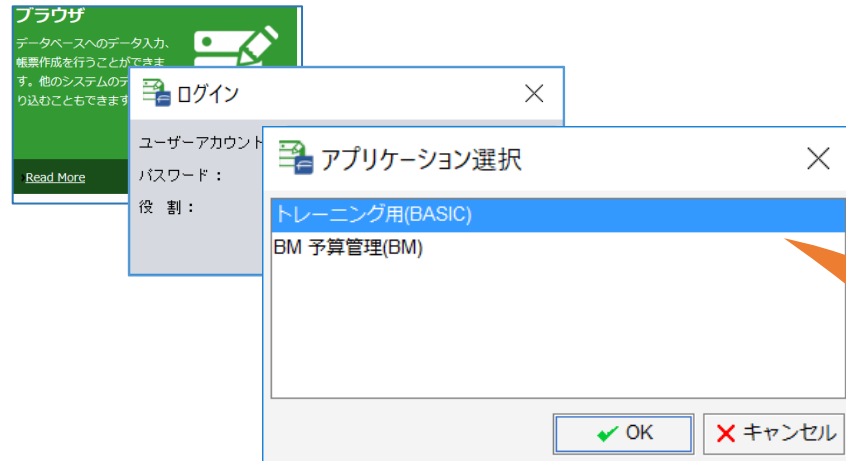 ブラウザ
データベースへのデータ入力、
帳票作成を行うことができま
す。他のシステムのデ
り込むこともできます
Read More
ログイン
ユーザーアカウント
パスワード：
役 割：
アプリケーション選択
トレーニング用(BASIC)
BM 予算管理(BM)
OK
キャンセル